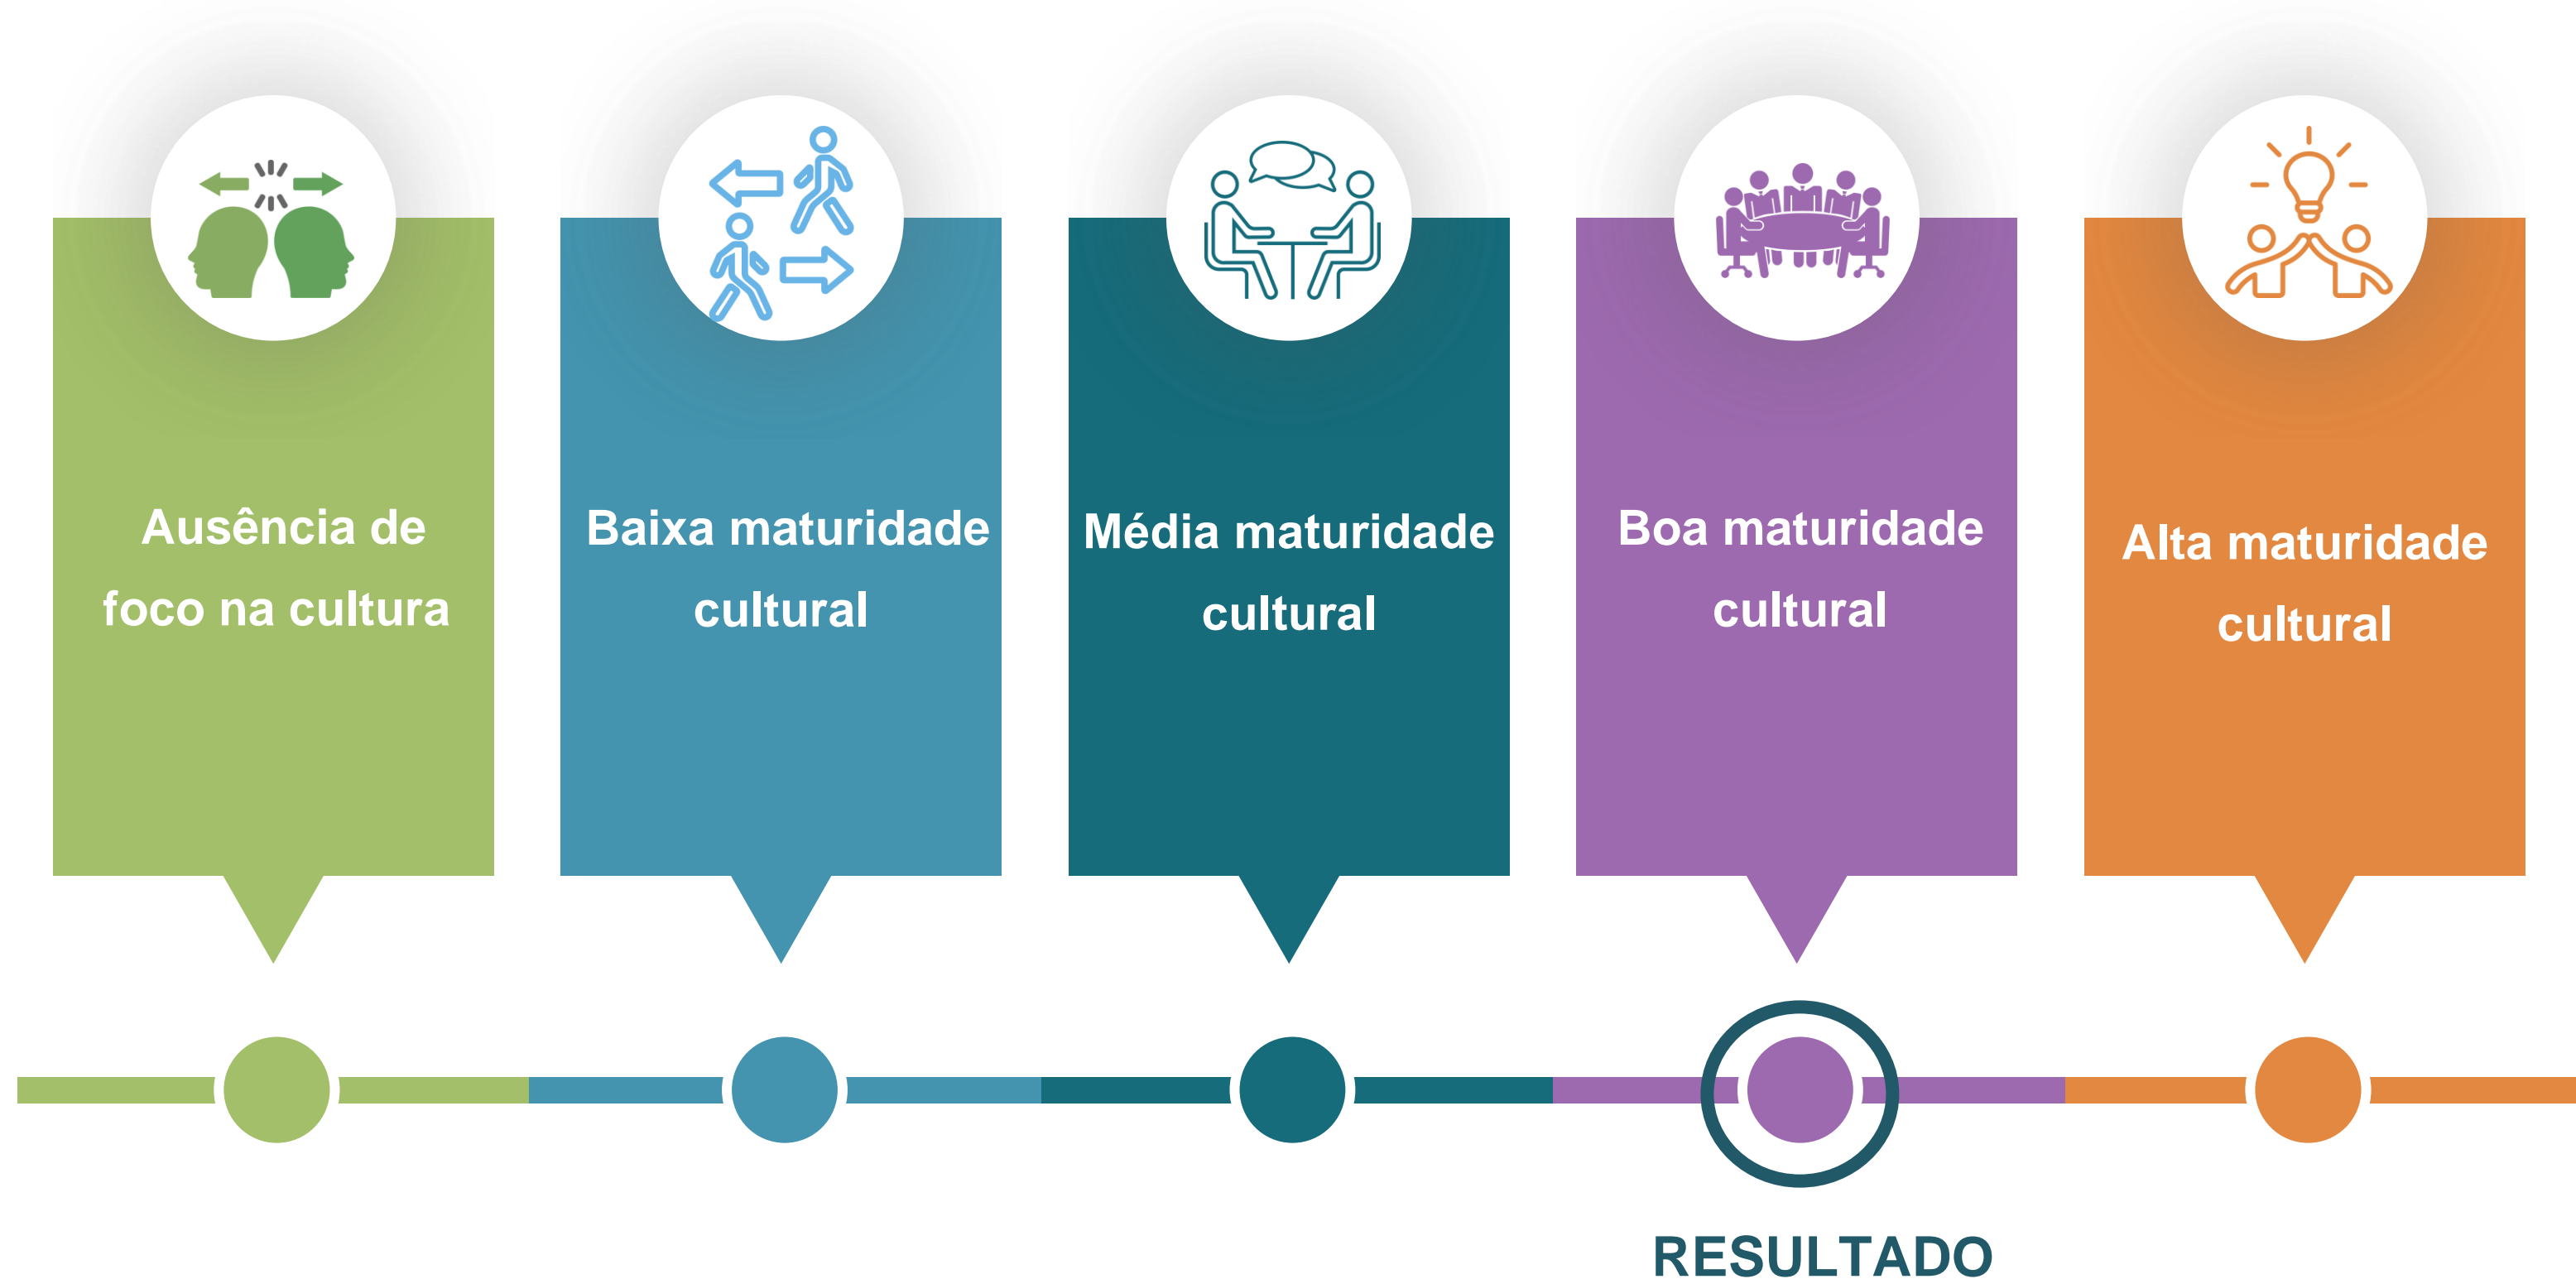 Ausência de
foco na cultura
Baixa maturidade
cultural
Média maturidade
cultural
Boa maturidade
cultural
Alta maturidade
cultural
RESULTADO